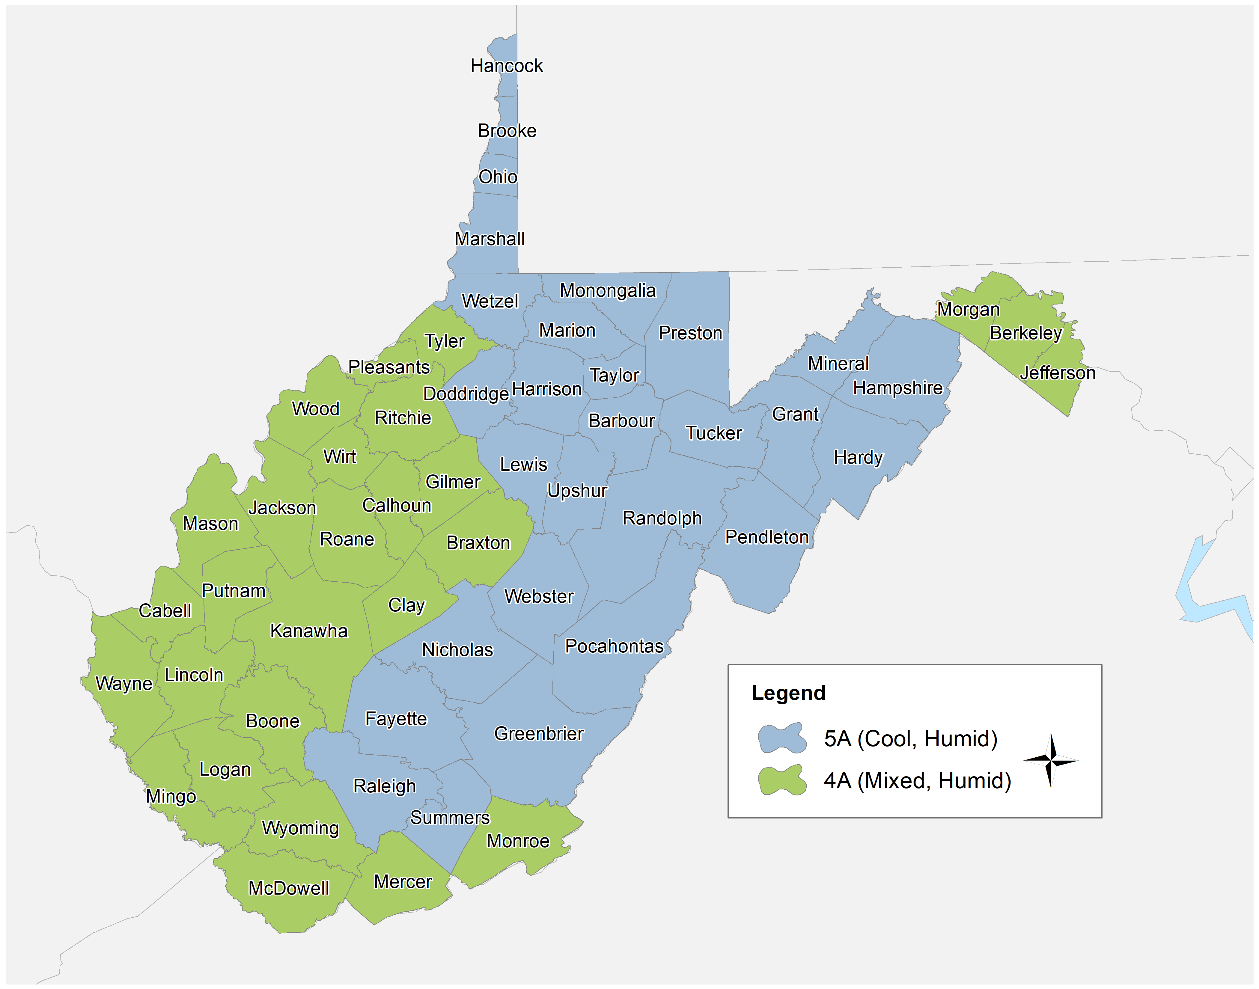 Hancock
Brooke
Ohio
Marshall
Wetzel
Monongalia
Marion
Preston
Morgan
Berkeley
Jefferson
Tyler
Pleasants
Doddridge
Harrison
Taylor
Mineral
Hampshire
Wood
Ritchie
Barbour
Tucker
Grant
Wirt
Gilmer
Lewis
Upshur
Hardy
Mason
Jackson
Calhoun
Roane
Braxton
Randolph
Pendleton
Cabell
Putnam
Clay
Webster
Kanawha
Nicholas
Pocahontas
Wayne
Lincoln
Boone
Fayette
Greenbrier
Logan
Mingo
Raleigh
Summers
Wyoming
Monroe
McDowell
Mercer
Legend
5A (Cool, Humid)
4A (Mixed, Humid)